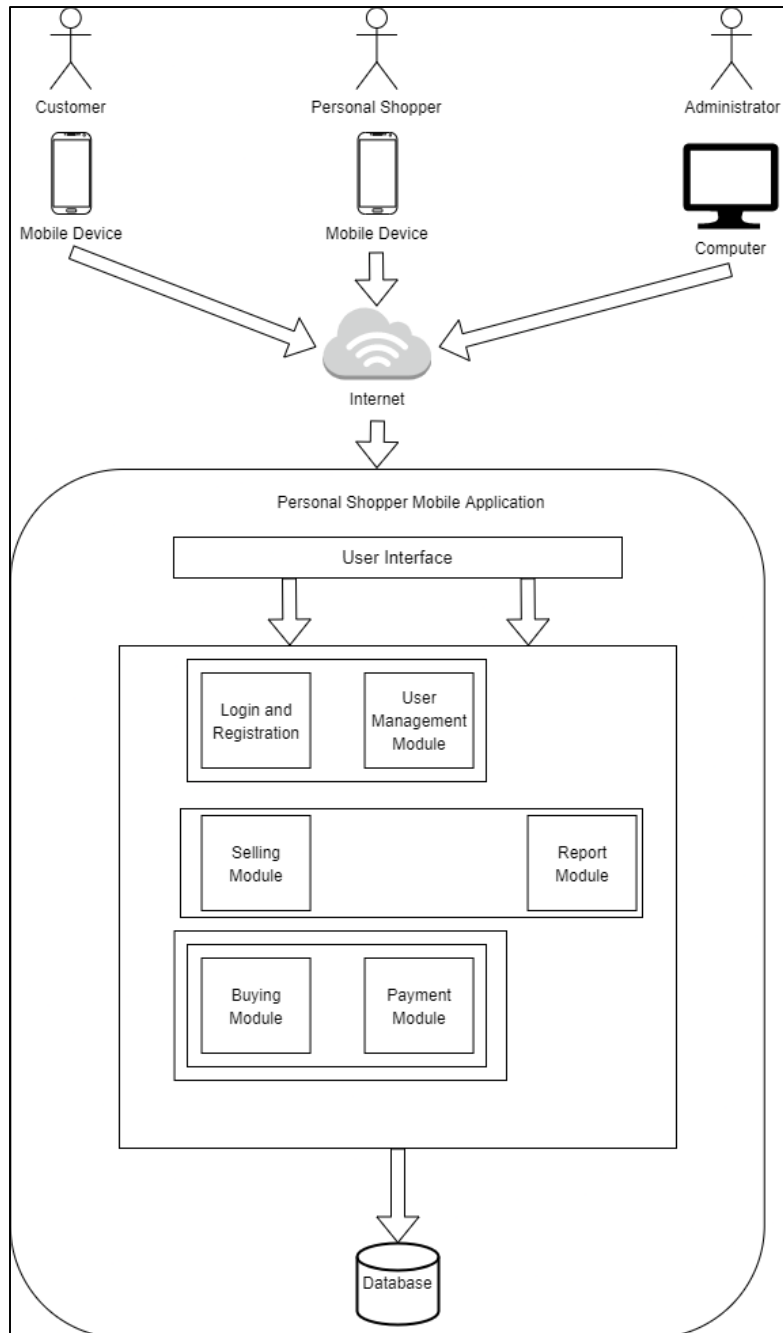 Customer
Personal Shopper
Administrator
Mobile Device
Mobile Device
Computer
Internet
Personal Shopper Mobile Application
User Interface
Login and
Registration
User
Management
Module
Selling
Module
Report
Module
Buying
Module
Payment
Module
Database